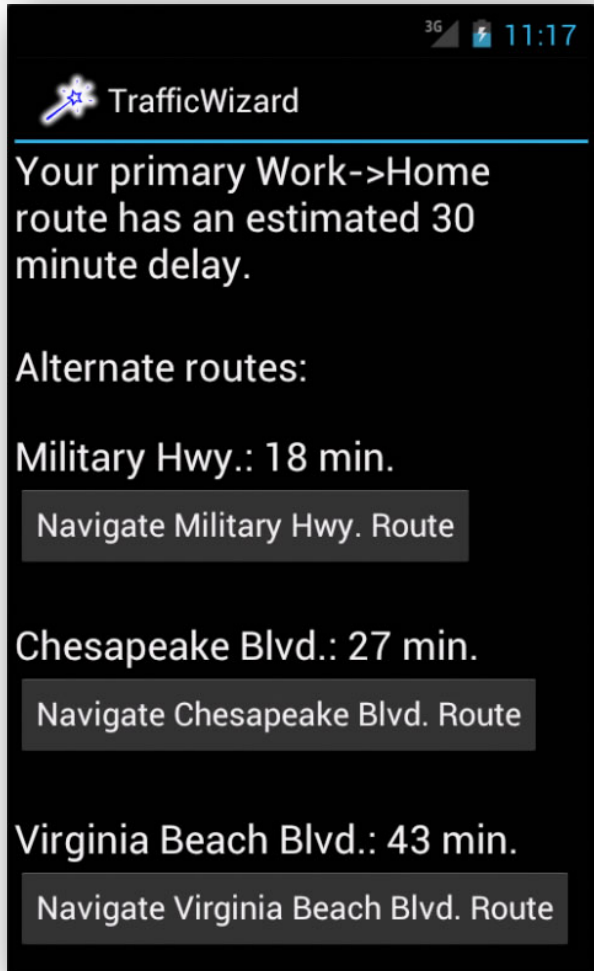 3G 11:17
TrafficWizard
Your primary Work->Home
route has an estimated 30
minute delay.
Alternate routes:
Military Hwy.: 18 min.
Navigate Military Hwy. Route
Chesapeake Blvd.: 27 min.
Navigate Chesapeake Blvd. Route
Virginia Beach Blvd.: 43 min.
Navigate Virginia Beach Blvd. Route